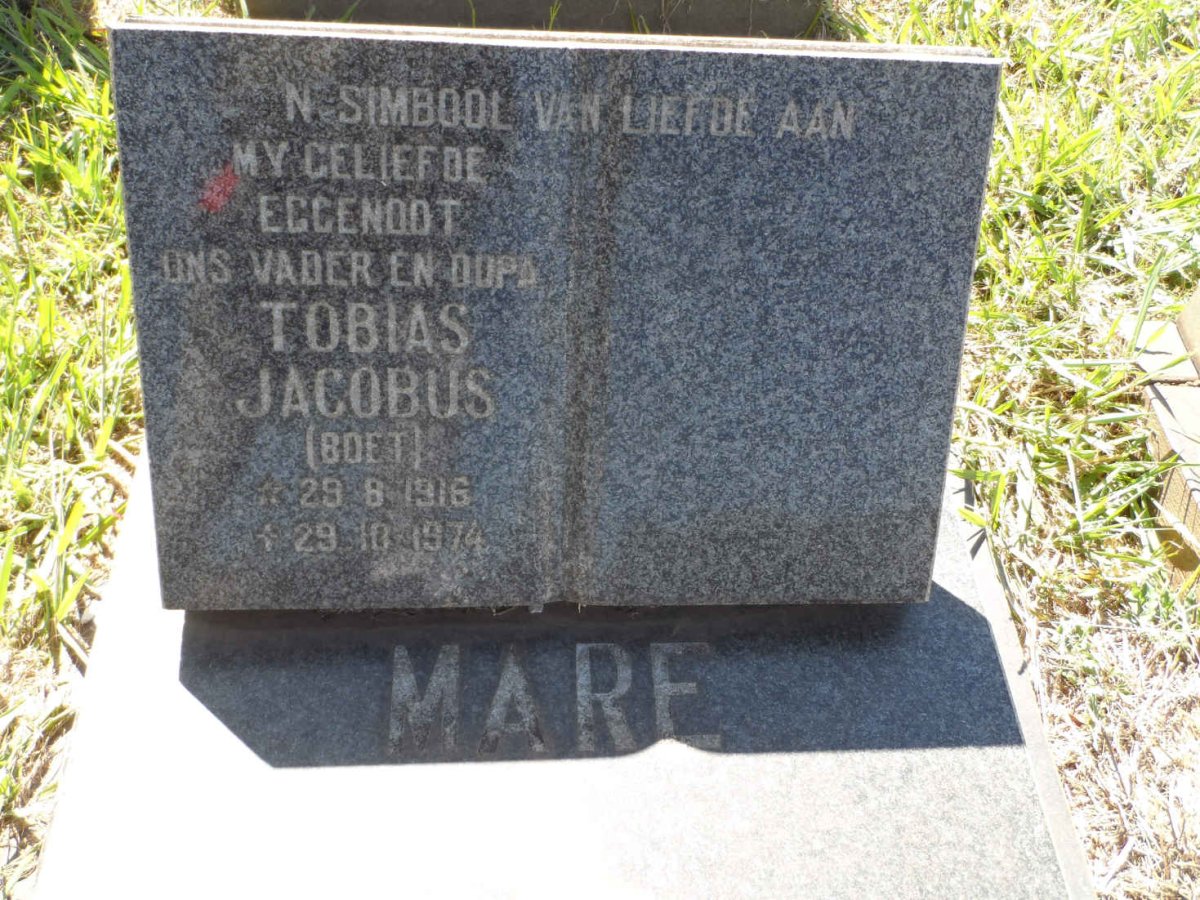 'N SIMBOOL VAN LIEFDE AAN
MY GELIEFDE
EGGENOOT
ONS VADER EN OUPA
TOBIAS
JACOBUS
(BOET)
☆ 29 8 1916
✝ 29 10 1974
MARE